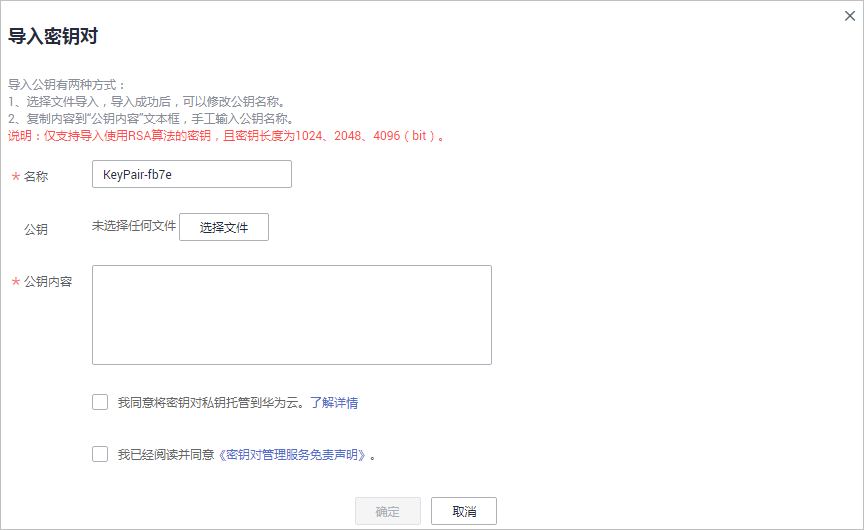 导入密钥对
导入公钥有两种方式：
1、选择文件导入，导入成功后，可以修改公钥名称。
2、复制内容到“公钥内容”文本框，手工输入公钥名称。
说明：仅支持导入使用RSA算法的密钥，且密钥长度为1024、2048、4096（bit）。
* 名称 KeyPair-fb7e
公钥 未选择任何文件 选择文件
* 公钥内容
我同意将密钥对私钥托管到华为云。了解详情
我已经阅读并同意《密钥对管理服务免责声明》。
确定 取消